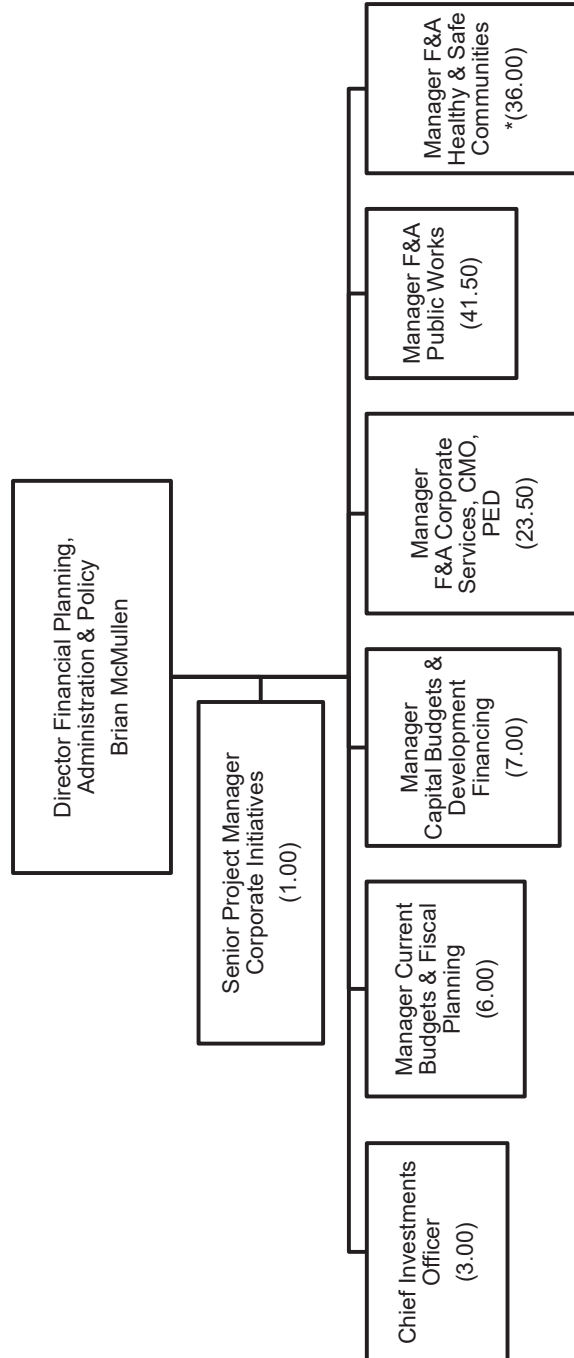 Director Financial Planning,
Administration & Policy
Brian McMullen
Senior Project Manager
Corporate Initiatives
(1.00)
Chief Investments
Officer
(3.00)
Manager Current
Budgets & Fiscal
Planning
(6.00)
Manager
Capital Budgets &
Development
Financing
(7.00)
Manager
F&A Corporate
Services, CMO,
PED
(23.50)
Manager F&A
Public Works
(41.50)
Manager F&A
Healthy & Safe
Communities
*(36.00)